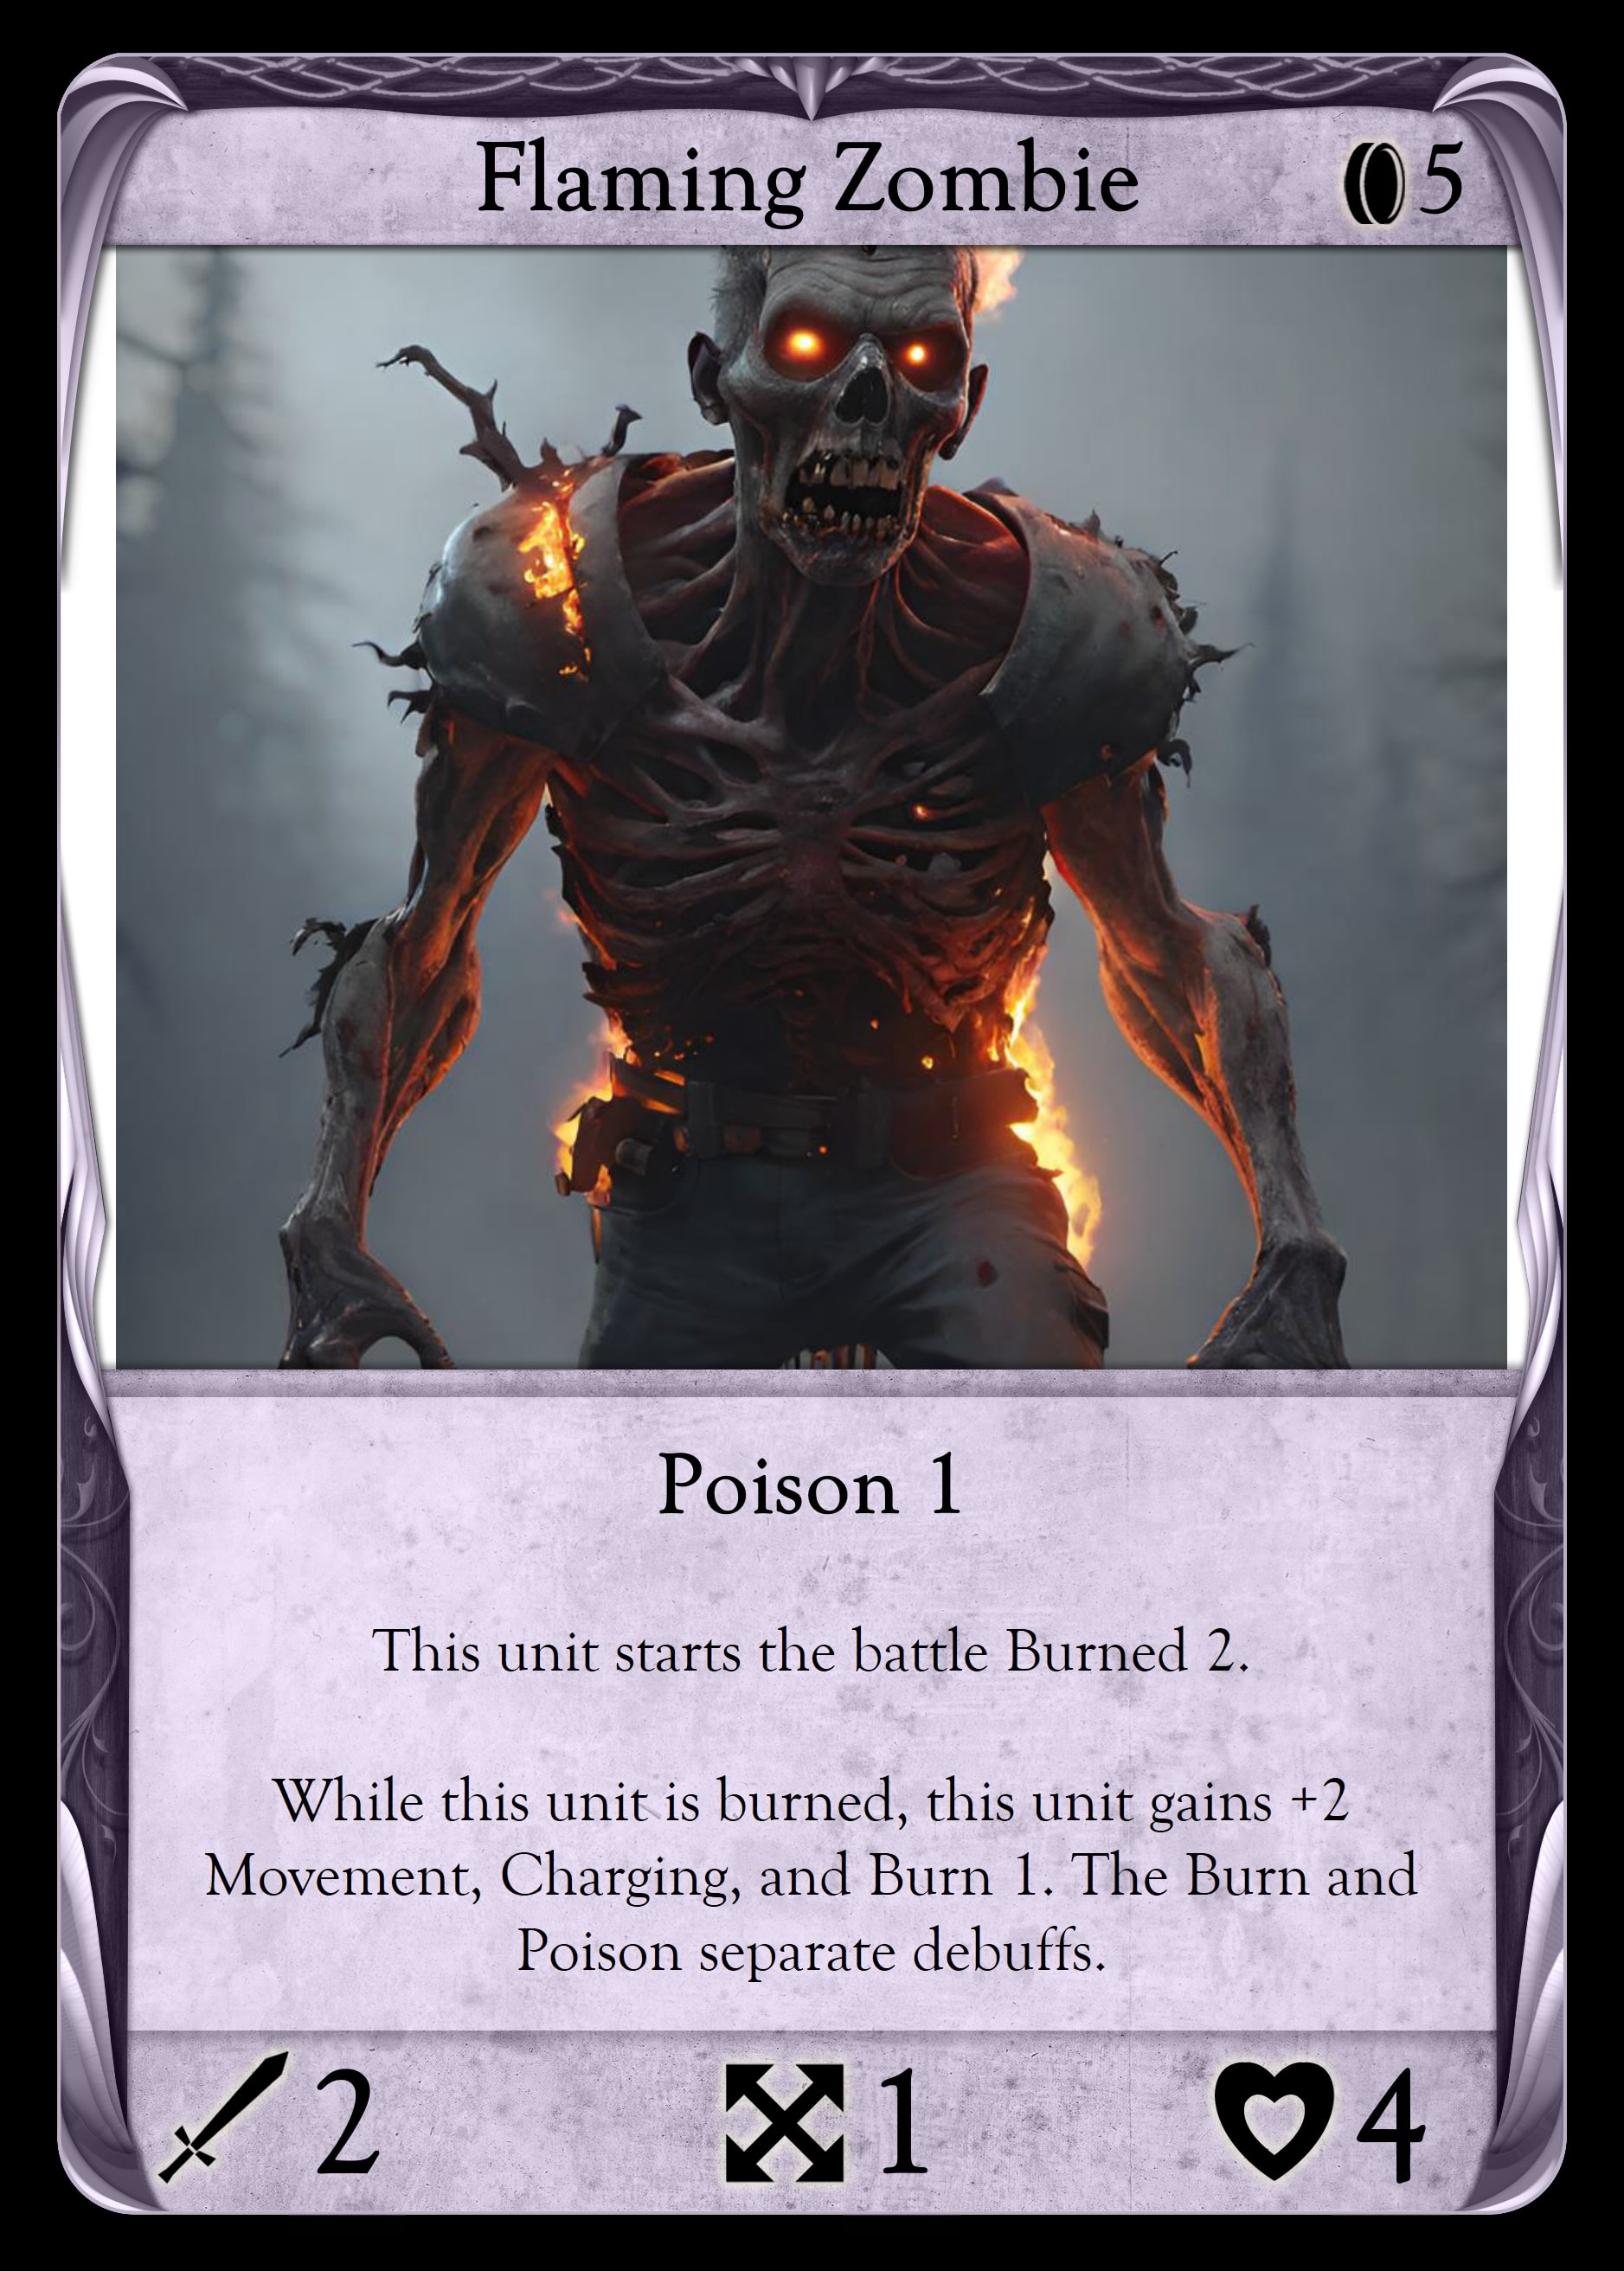 Flaming Zombie 5
Poison 1
This unit starts the battle Burned 2.
While this unit is burned, this unit gains +2
Movement, Charging, and Burn 1. The Burn and
Poison separate debuffs.
2 1 4